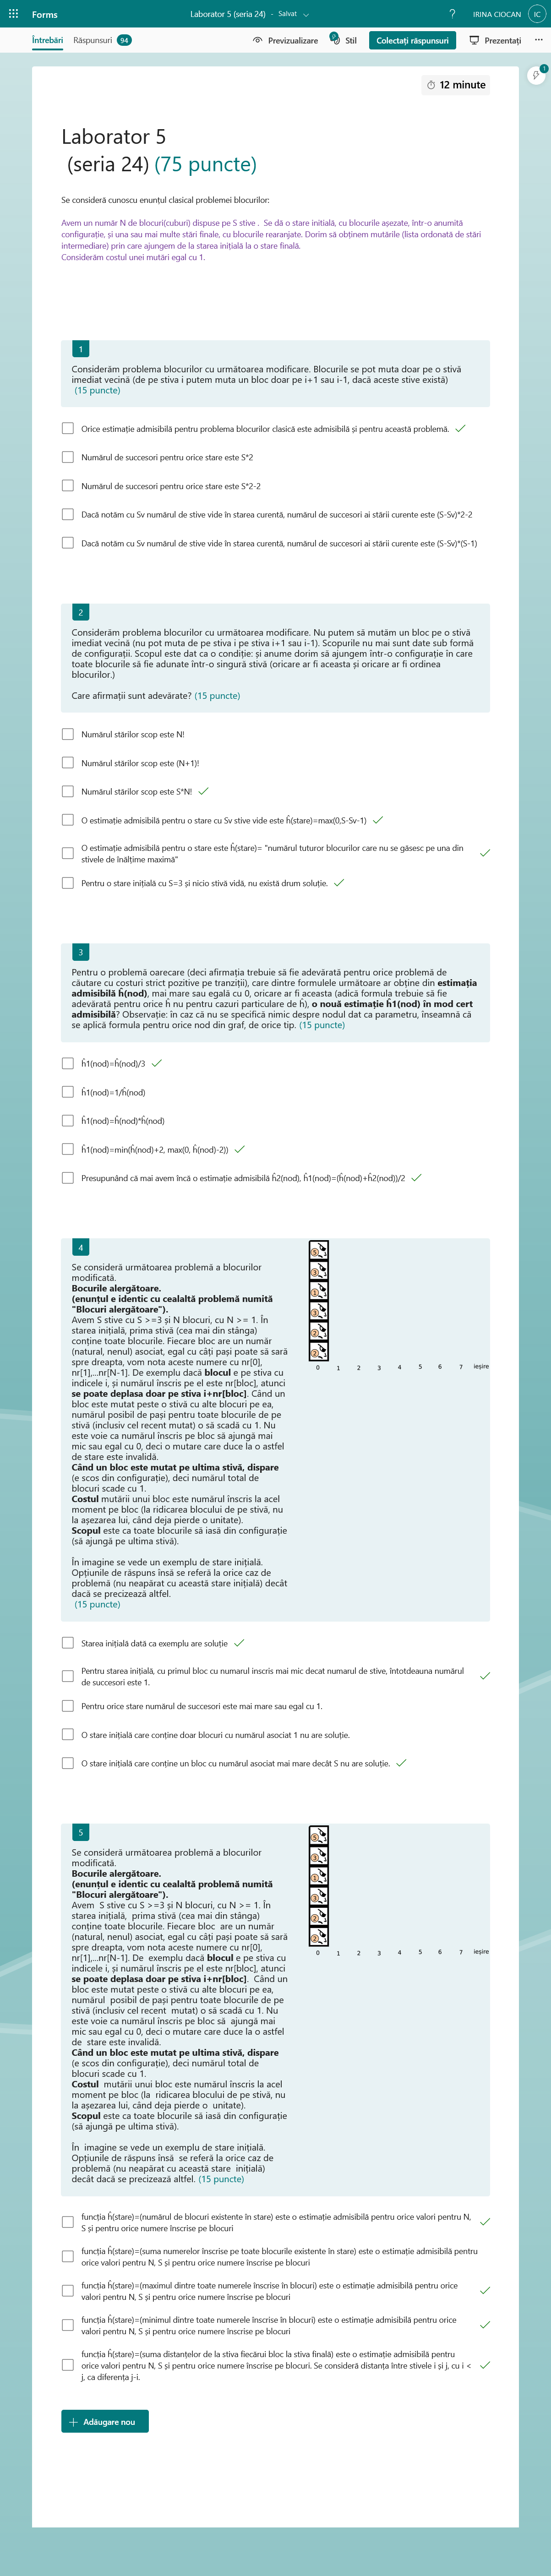 Forms
Laborator 5 (seria 24) - Salvat
?
IRINA CIOCAN
IC
Întrebări
Răspunsuri 94
Previzualizare
Stil
Colectați răspunsuri
Prezentați
1
12 minute
Laborator 5
(seria 24) (75 puncte)
Se consideră cunoscu enunțul clasical problemei blocurilor:
Avem un număr N de blocuri(cuburi) dispuse pe S stive . Se dă o stare inițială, cu blocurile așezate, într-o anumită
configurație, și una sau mai multe stări finale, cu blocurile rearanjate. Dorim să obținem mutările (lista ordonată de stări
intermediare) prin care ajungem de la starea inițială la o stare finală.
Considerăm costul unei mutări egal cu 1.
1
Considerăm problema blocurilor cu următoarea modificare. Blocurile se pot muta doar pe o stivă
imediat vecină (de pe stiva i putem muta un bloc doar pe i+1 sau i-1, dacă aceste stive există)
(15 puncte)
Orice estimație admisibilă pentru problema blocurilor clasică este admisibilă și pentru această problemă.
Numărul de succesori pentru orice stare este S*2
Numărul de succesori pentru orice stare este S*2-2
Dacă notăm cu Sv numărul de stive vide în starea curentă, numărul de succesori ai stării curente este (S-Sv)*2-2
Dacă notăm cu Sv numărul de stive vide în starea curentă, numărul de succesori ai stării curente este (S-Sv)*(S-1)
2
Considerăm problema blocurilor cu următoarea modificare. Nu putem să mutăm un bloc pe o stivă
imediat vecină (nu pot muta de pe stiva i pe stiva i+1 sau i-1). Scopurile nu mai sunt date sub formă
de configurații. Scopul este dat ca o condiție: și anume dorim să ajungem într-o configurație în care
toate blocurile să fie adunate într-o singură stivă (oricare ar fi aceasta și oricare ar fi ordinea
blocurilor.)
Care afirmații sunt adevărate? (15 puncte)
Numărul stărilor scop este N!
Numărul stărilor scop este (N+1)!
Numărul stărilor scop este S*N!
O estimație admisibilă pentru o stare cu Sv stive vide este ĥ(stare)=max(0,S-Sv-1)
O estimație admisibilă pentru o stare este ĥ(stare)= "numărul tuturor blocurilor care nu se găsesc pe una din
stivele de înălțime maximă"
Pentru o stare inițială cu S=3 și nicio stivă vidă, nu există drum soluție.
3
Pentru o problemă oarecare (deci afirmația trebuie să fie adevărată pentru orice problemă de
căutare cu costuri strict pozitive pe tranziții), care dintre formulele următoare ar obține din estimația
admisibilă ĥ(nod), mai mare sau egală cu 0, oricare ar fi aceasta (adică formula trebuie să fie
adevărată pentru orice ĥ nu pentru cazuri particulare de ĥ), o nouă estimație ĥ1(nod) în mod cert
admisibilă? Observație: în caz că nu se specifică nimic despre nodul dat ca parametru, înseamnă că
se aplică formula pentru orice nod din graf, de orice tip. (15 puncte)
ĥ1(nod)=ĥ(nod)/3
ĥ1(nod)=1/ĥ(nod)
ĥ1(nod)=ĥ(nod)*ĥ(nod)
ĥ1(nod)=min(ĥ(nod)+2, max(0, ĥ(nod)-2))
Presupunând că mai avem încă o estimație admisibilă ĥ2(nod), ĥ1(nod)=(ĥ(nod)+ĥ2(nod))/2
4
Se consideră următoarea problemă a blocurilor
modificată.
Bocurile alergătoare.
(enunțul e identic cu cealaltă problemă numită
"Blocuri alergătoare").
Avem S stive cu S >=3 și N blocuri, cu N >= 1. În
starea inițială, prima stivă (cea mai din stânga)
conține toate blocurile. Fiecare bloc are un număr
(natural, nenul) asociat, egal cu câți pași poate să sară
spre dreapta, vom nota aceste numere cu nr[0],
nr[1],...nr[N-1]. De exemplu dacă blocul e pe stiva cu
indicele i, și numărul înscris pe el este nr[bloc], atunci
se poate deplasa doar pe stiva i+nr[bloc]. Când un
bloc este mutat peste o stivă cu alte blocuri pe ea,
numărul posibil de pași pentru toate blocurile de pe
stivă (inclusiv cel recent mutat) o să scadă cu 1. Nu
este voie ca numărul înscris pe bloc să ajungă mai
mic sau egal cu 0, deci o mutare care duce la o astfel
de stare este invalidă.
Când un bloc este mutat pe ultima stivă, dispare
(e scos din configurație), deci numărul total de
blocuri scade cu 1.
Costul mutării unui bloc este numărul înscris la acel
moment pe bloc (la ridicarea blocului de pe stivă, nu
la așezarea lui, când deja pierde o unitate).
Scopul este ca toate blocurile să iasă din configurație
(să ajungă pe ultima stivă).
În imagine se vede un exemplu de stare inițială.
Opțiunile de răspuns însă se referă la orice caz de
problemă (nu neapărat cu această stare inițială) decât
dacă se precizează altfel.
(15 puncte)
5
3
1
3
2
2
0 1 2 3 4 5 6 7 ieșire
Starea inițială dată ca exemplu are soluție
Pentru starea inițială, cu primul bloc cu numarul inscris mai mic decat numarul de stive, întotdeauna numărul
de succesori este 1.
Pentru orice stare numărul de succesori este mai mare sau egal cu 1.
O stare inițială care conține doar blocuri cu numărul asociat 1 nu are soluție.
O stare inițială care conține un bloc cu numărul asociat mai mare decât S nu are soluție.
5
Se consideră următoarea problemă a blocurilor
modificată.
Bocurile alergătoare.
(enunțul e identic cu cealaltă problemă numită
"Blocuri alergătoare").
Avem S stive cu S >=3 și N blocuri, cu N >= 1. În
starea inițială, prima stivă (cea mai din stânga)
conține toate blocurile. Fiecare bloc are un număr
(natural, nenul) asociat, egal cu câți pași poate să sară
spre dreapta, vom nota aceste numere cu nr[0],
nr[1],...nr[N-1]. De exemplu dacă blocul e pe stiva cu
indicele i, și numărul înscris pe el este nr[bloc], atunci
se poate deplasa doar pe stiva i+nr[bloc]. Când un
bloc este mutat peste o stivă cu alte blocuri pe ea,
numărul posibil de pași pentru toate blocurile de pe
stivă (inclusiv cel recent mutat) o să scadă cu 1. Nu
este voie ca numărul înscris pe bloc să ajungă mai
mic sau egal cu 0, deci o mutare care duce la o astfel
de stare este invalidă.
Când un bloc este mutat pe ultima stivă, dispare
(e scos din configurație), deci numărul total de
blocuri scade cu 1.
Costul mutării unui bloc este numărul înscris la acel
moment pe bloc (la ridicarea blocului de pe stivă, nu
la așezarea lui, când deja pierde o unitate).
Scopul este ca toate blocurile să iasă din configurație
(să ajungă pe ultima stivă).
În imagine se vede un exemplu de stare inițială.
Opțiunile de răspuns însă se referă la orice caz de
problemă (nu neapărat cu această stare inițială)
decât dacă se precizează altfel. (15 puncte)
5
3
1
3
2
2
0 1 2 3 4 5 6 7 ieșire
funcția ĥ(stare)=(numărul de blocuri existente în stare) este o estimație admisibilă pentru orice valori pentru N,
S și pentru orice numere înscrise pe blocuri
funcția ĥ(stare)=(suma numerelor înscrise pe toate blocurile existente în stare) este o estimație admisibilă pentru
orice valori pentru N, S și pentru orice numere înscrise pe blocuri
funcția ĥ(stare)=(maximul dintre toate numerele înscrise în blocuri) este o estimație admisibilă pentru orice
valori pentru N, S și pentru orice numere înscrise pe blocuri
funcția ĥ(stare)=(minimul dintre toate numerele înscrise în blocuri) este o estimație admisibilă pentru orice
valori pentru N, S și pentru orice numere înscrise pe blocuri
funcția ĥ(stare)=(suma distanțelor de la stiva fiecărui bloc la stiva finală) este o estimație admisibilă pentru
orice valori pentru N, S și pentru orice numere înscrise pe blocuri. Se consideră distanța între stivele i și j, cu i <
j, ca diferența j-i.
Adăugare nou